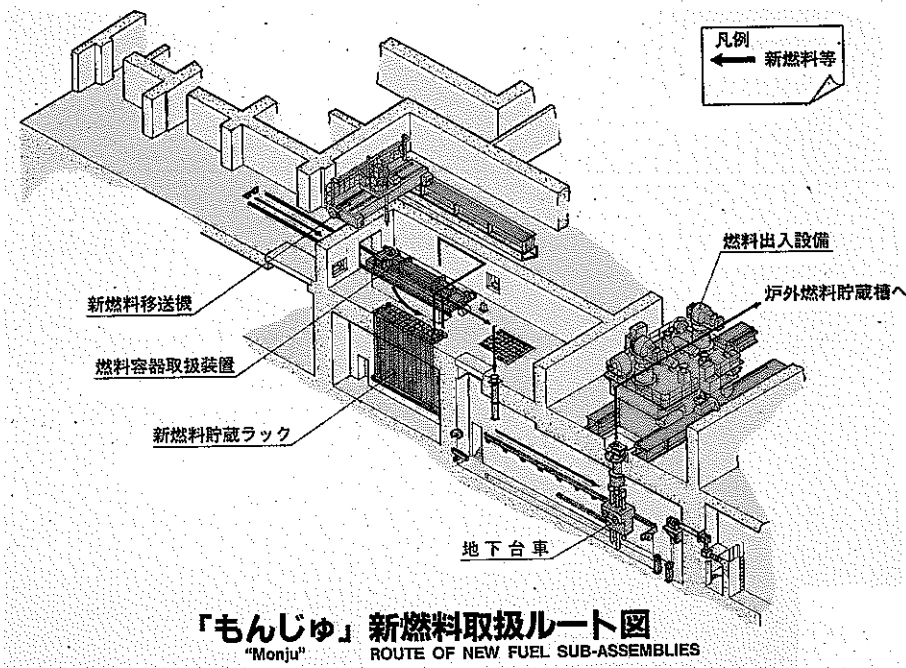 凡例
新燃料等
燃料出入設備
炉外燃料貯蔵槽へ
新燃料移送機
燃料容器取扱装置
新燃料貯蔵ラック
地下台車
「もんじゅ」新燃料取扱ルート図
"Monju" ROUTE OF NEW FUEL SUB-ASSEMBLIES